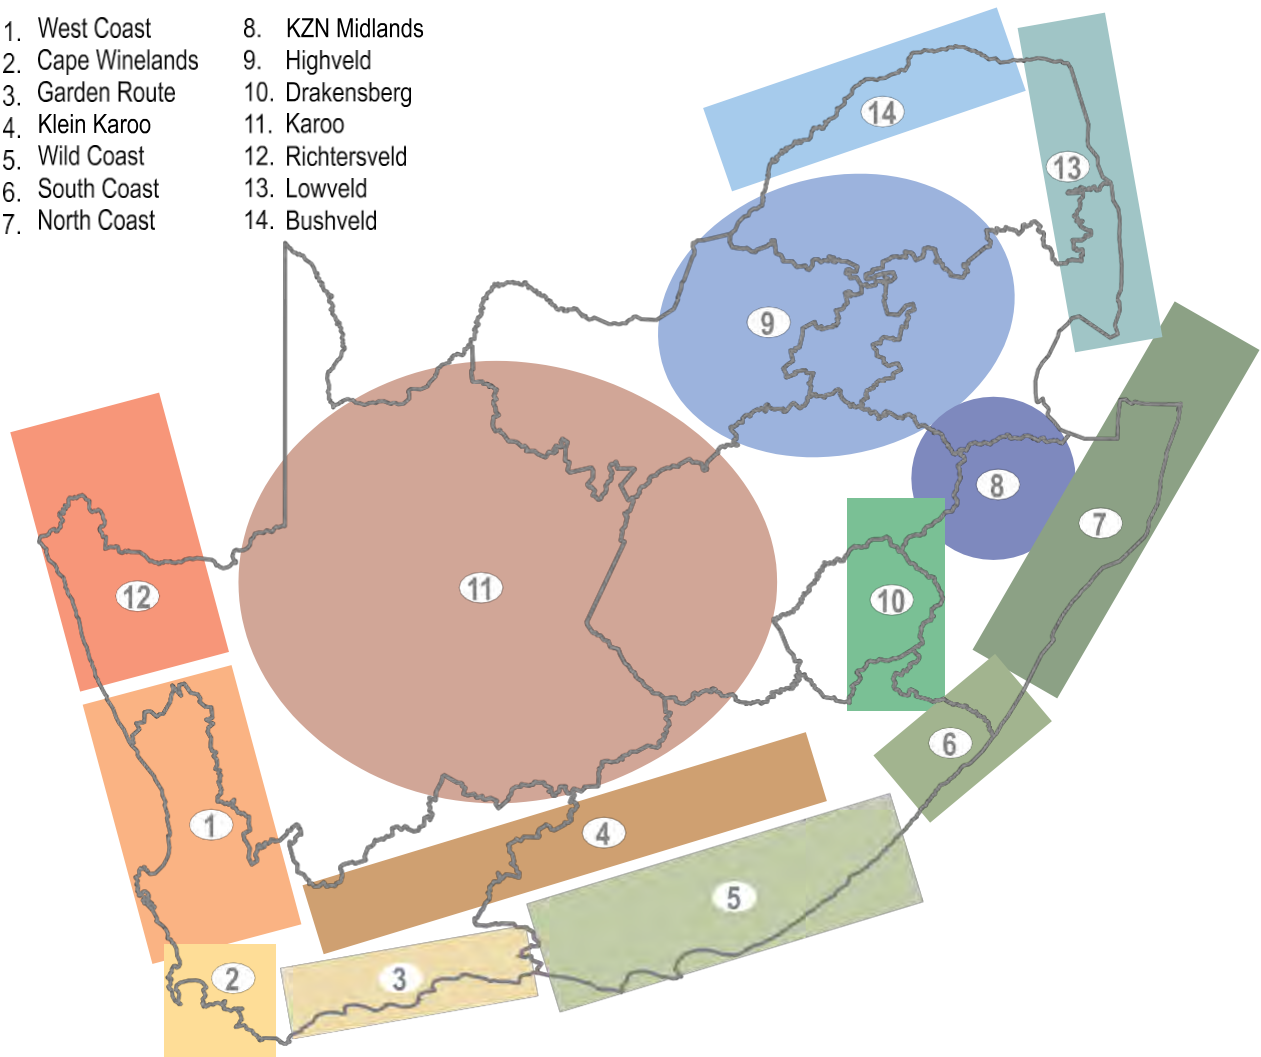 1. West Coast
2. Cape Winelands
3. Garden Route
4. Klein Karoo
5. Wild Coast
6. South Coast
7. North Coast
8. KZN Midlands
9. Highveld
10. Drakensberg
11. Karoo
12. Richtersveld
13. Lowveld
14. Bushveld
14
13
9
8
7
11
12
10
6
1
4
5
2
3